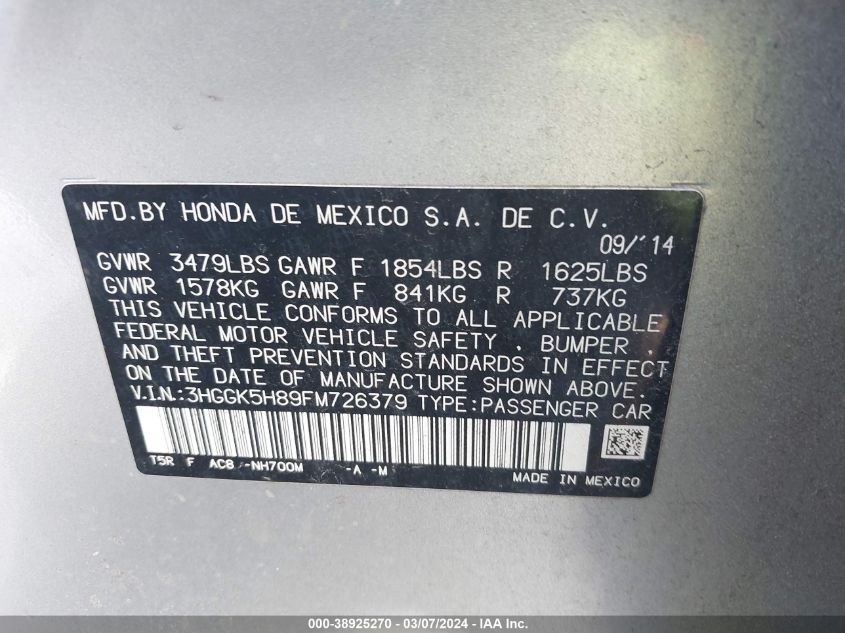 MFD.BY HONDA DE MEXICO S.A. DE C.V.
09/'14
GVWR 3479LBS GAWR F 1854LBS R 1625LBS
GVWR 1578KG GAWR F 841KG R 737KG
THIS VEHICLE CONFORMS TO ALL APPLICABLE
FEDERAL MOTOR VEHICLE SAFETY , BUMPER ,
AND THEFT PREVENTION STANDARDS IN EFFECT
ON THE DATE OF MANUFACTURE SHOWN ABOVE.
V.I.N.:3HGGK5H89FM726379 TYPE:PASSENGER CAR
T5R F AC8 /-NH700M -A -M
MADE IN MEXICO
000-38925270 - 03/07/2024 - IAA Inc.